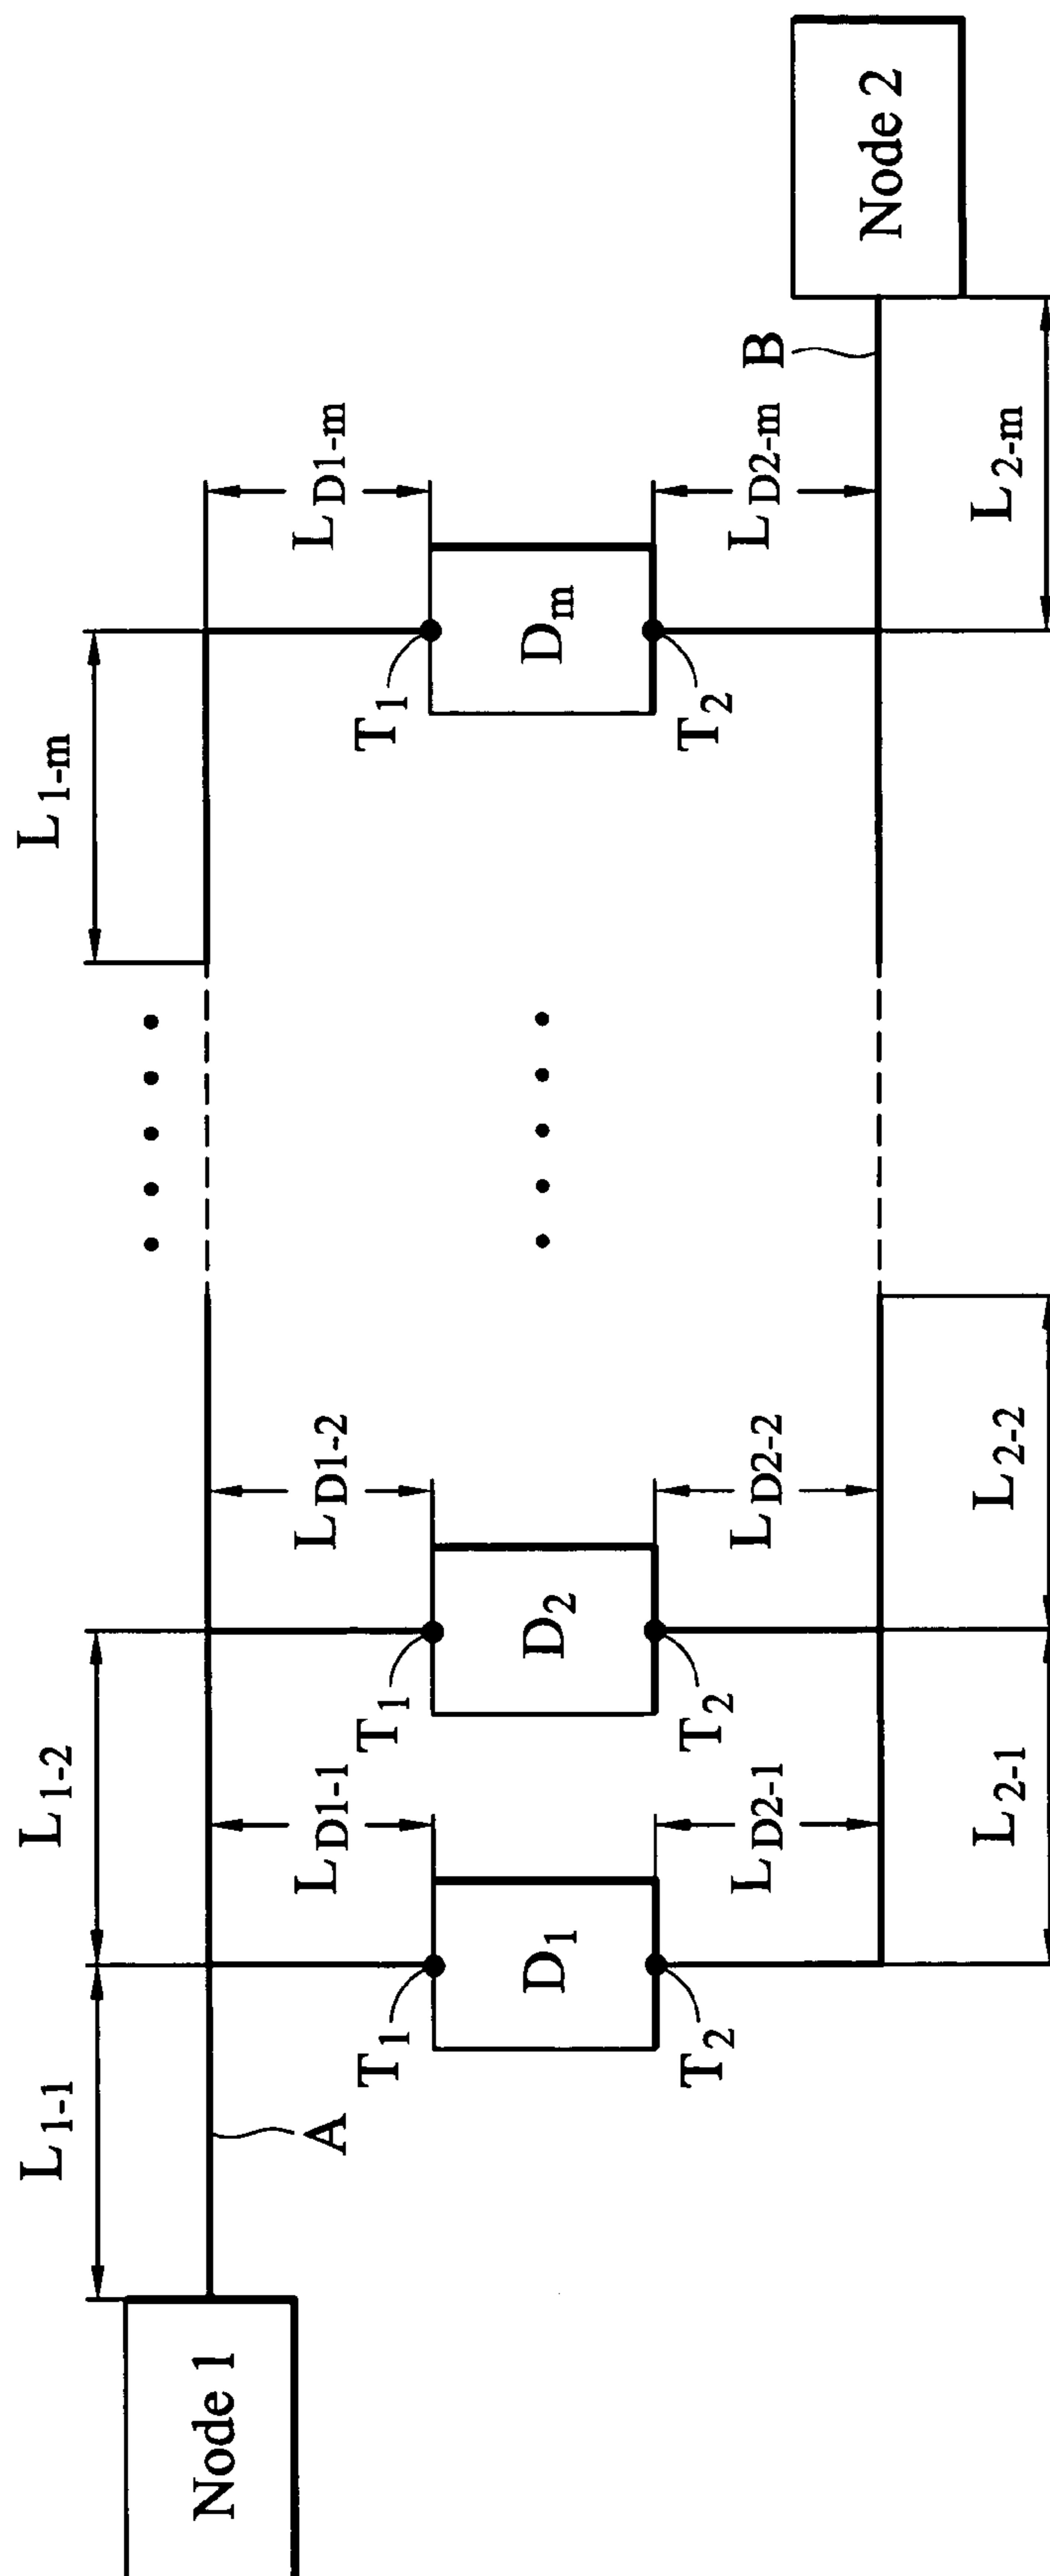 L1-1
L1-2
L1-m
Node 1
A
LD1-1
LD1-2
LD1-m
T1
T1
T1
D1
D2
Dm
T2
T2
T2
LD2-1
LD2-2
LD2-m
B
Node 2
L2-1
L2-2
L2-m